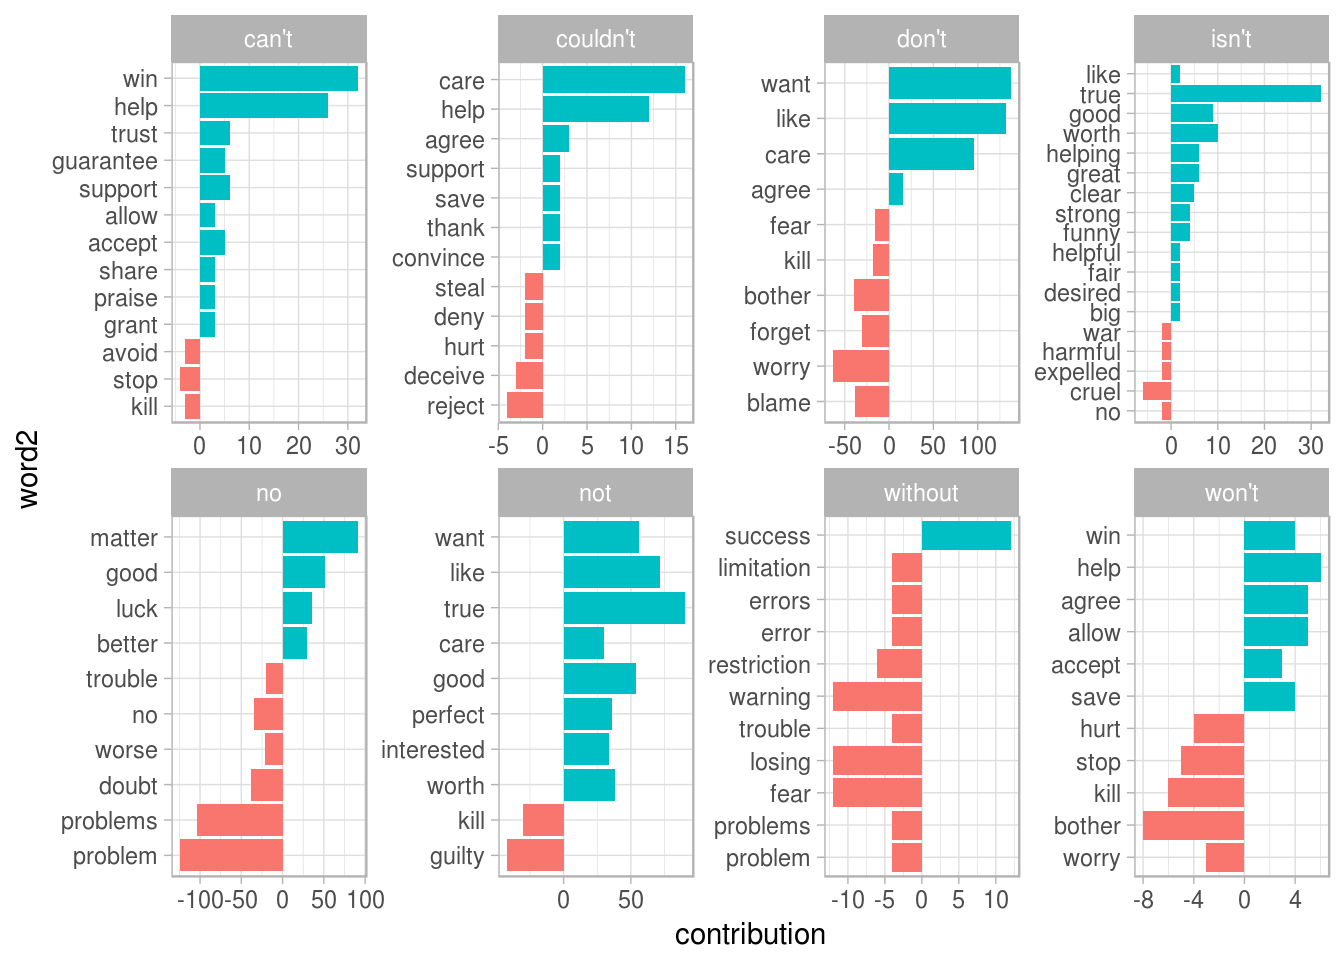 can't
win
help
trust
guarantee
support
allow
accept
share
praise
grant
avoid
stop
kill
0 10 20 30
couldn't
care
help
agree
support
save
thank
convince
steal
deny
hurt
deceive
reject
-5 0 5 10 15
don't
want
like
care
agree
fear
kill
bother
forget
worry
blame
-50 0 50 100
isn't
like
true
good
worth
helping
great
clear
strong
funny
helpful
fair
desired
big
war
harmful
expelled
cruel
no
0 10 20 30
word2
no
matter
good
luck
better
trouble
no
worse
doubt
problems
problem
-100 -50 0 50 100
not
want
like
true
care
good
perfect
interested
worth
kill
guilty
0 50
without
success
limitation
errors
error
restriction
warning
trouble
losing
fear
problems
problem
-10 -5 0 5 10
won't
win
help
agree
allow
accept
save
hurt
stop
kill
bother
worry
-8 -4 0 4
contribution